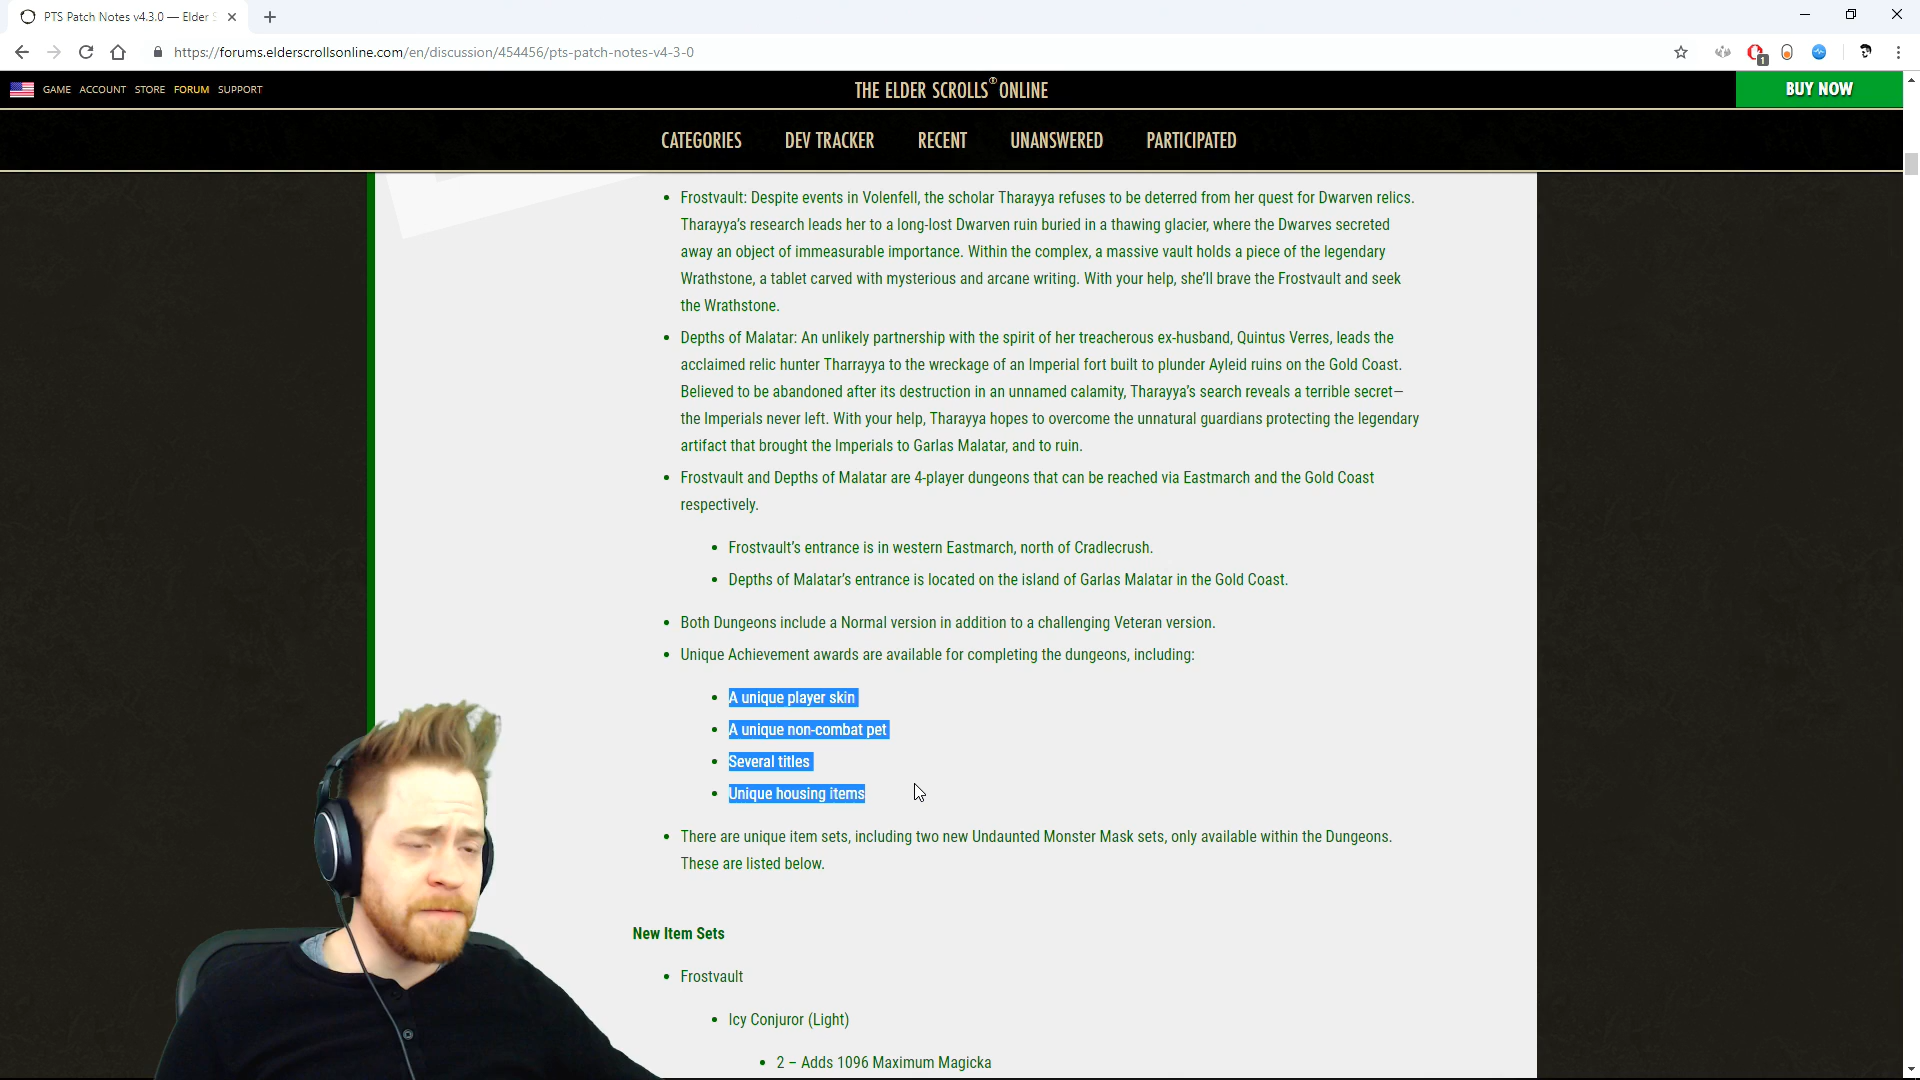 PTS Patch Notes v4.3.0 — Elder
https://forums.elderscrollsonline.com/en/discussion/454456/pts-patch-notes-v4-3-0
1
GAME ACCOUNT STORE FORUM SUPPORT
THE ELDER SCROLLS ONLINE
BUY NOW
CATEGORIES DEV TRACKER RECENT UNANSWERED PARTICIPATED
• Frostvault: Despite events in Volenfell, the scholar Tharayya refuses to be deterred from her quest for Dwarven relics.
Tharayya's research leads her to a long-lost Dwarven ruin buried in a thawing glacier, where the Dwarves secreted
away an object of immeasurable importance. Within the complex, a massive vault holds a piece of the legendary
Wrathstone, a tablet carved with mysterious and arcane writing. With your help, she'll brave the Frostvault and seek
the Wrathstone.
• Depths of Malatar: An unlikely partnership with the spirit of her treacherous ex-husband, Quintus Verres, leads the
acclaimed relic hunter Tharrayya to the wreckage of an Imperial fort built to plunder Ayleid ruins on the Gold Coast.
Believed to be abandoned after its destruction in an unnamed calamity, Tharayya's search reveals a terrible secret—
the Imperials never left. With your help, Tharayya hopes to overcome the unnatural guardians protecting the legendary
artifact that brought the Imperials to Garlas Malatar, and to ruin.
• Frostvault and Depths of Malatar are 4-player dungeons that can be reached via Eastmarch and the Gold Coast
respectively.
• Frostvault's entrance is in western Eastmarch, north of Cradlecrush.
• Depths of Malatar's entrance is located on the island of Garlas Malatar in the Gold Coast.
• Both Dungeons include a Normal version in addition to a challenging Veteran version.
• Unique Achievement awards are available for completing the dungeons, including:
• A unique player skin
• A unique non-combat pet
• Several titles
• Unique housing items
• There are unique item sets, including two new Undaunted Monster Mask sets, only available within the Dungeons.
These are listed below.
New Item Sets
• Frostvault
• Icy Conjuror (Light)
• 2 – Adds 1096 Maximum Magicka